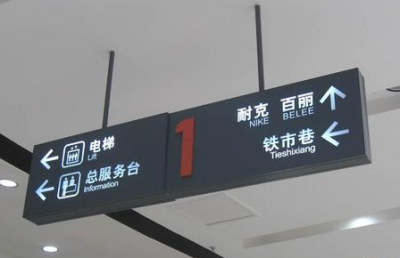 电梯
Lift
总服务台
Information
1
耐克 百丽
NIKE BELEE
铁市巷
Tieshixiang